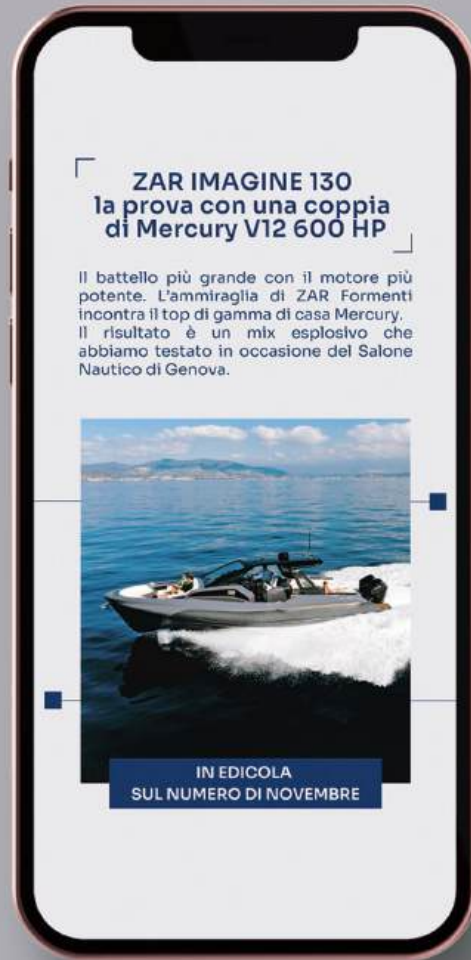 ZAR IMAGINE 130
la prova con una coppia
di Mercury V12 600 HP
Il battello più grande con il motore più
potente. L'ammiraglia di ZAR Formenti
incontra il top di gamma di casa Mercury.
Il risultato è un mix esplosivo che
abbiamo testato in occasione del Salone
Nautico di Genova.
IN EDICOLA
SUL NUMERO DI NOVEMBRE